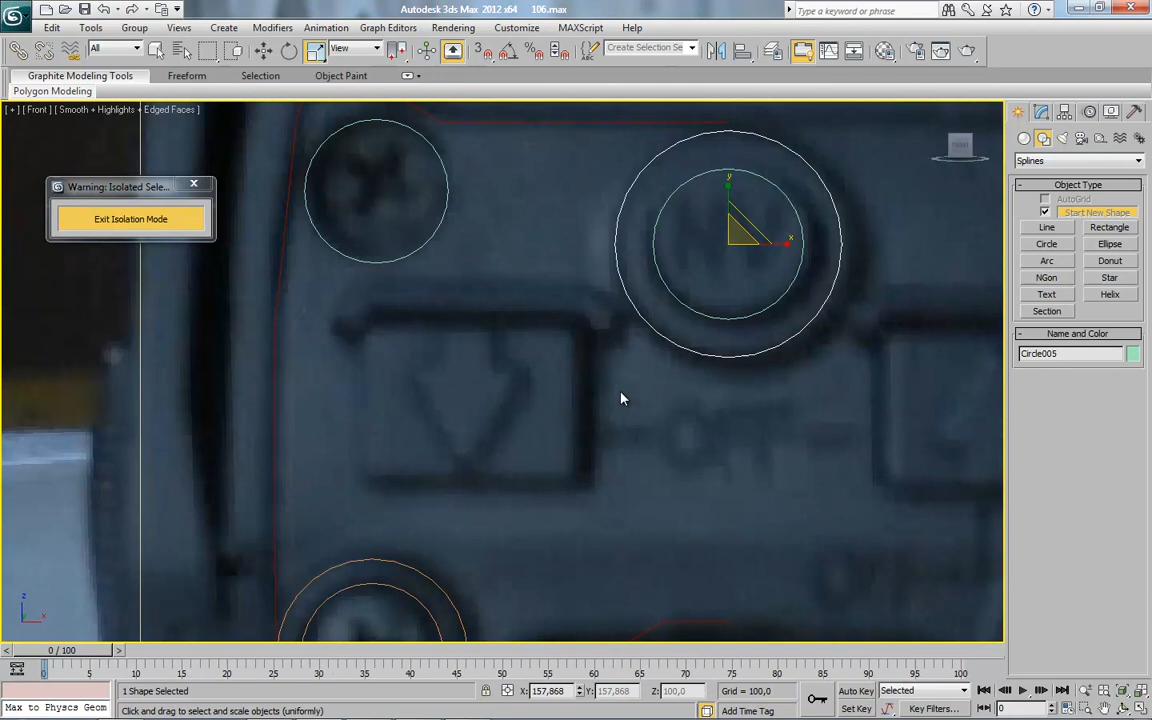 Autodesk 3ds Max 2012 x64 106.max
Type a keyword or phrase
Edit Tools Group Views Create Modifiers Animation Graph Editors Rendering Customize MAXScript Help
All View Create Selection Se
Graphite Modeling Tools Freeform Selection Object Paint
Polygon Modeling
[ + ] [ Front ] [ Smooth + Highlights + Edged Faces ]
Warning: Isolated Sele...
Exit Isolation Mode
y
x
OFF
z
x
Splines
Object Type
AutoGrid
Start New Shape
Line Rectangle
Circle Ellipse
Arc Donut
NGon Star
Text Helix
Section
Name and Color
Circle005
0 / 100
0 5 10 15 20 25 30 35 40 45 50 55 60 65 70 75 80 85 90 95 100
1 Shape Selected X: 157,868 Y: 157,868 Z: 100,0 Grid = 100,0 Auto Key Selected
Max to Physcs Geom Click and drag to select and scale objects (uniformly) Add Time Tag Set Key Key Filters... 0